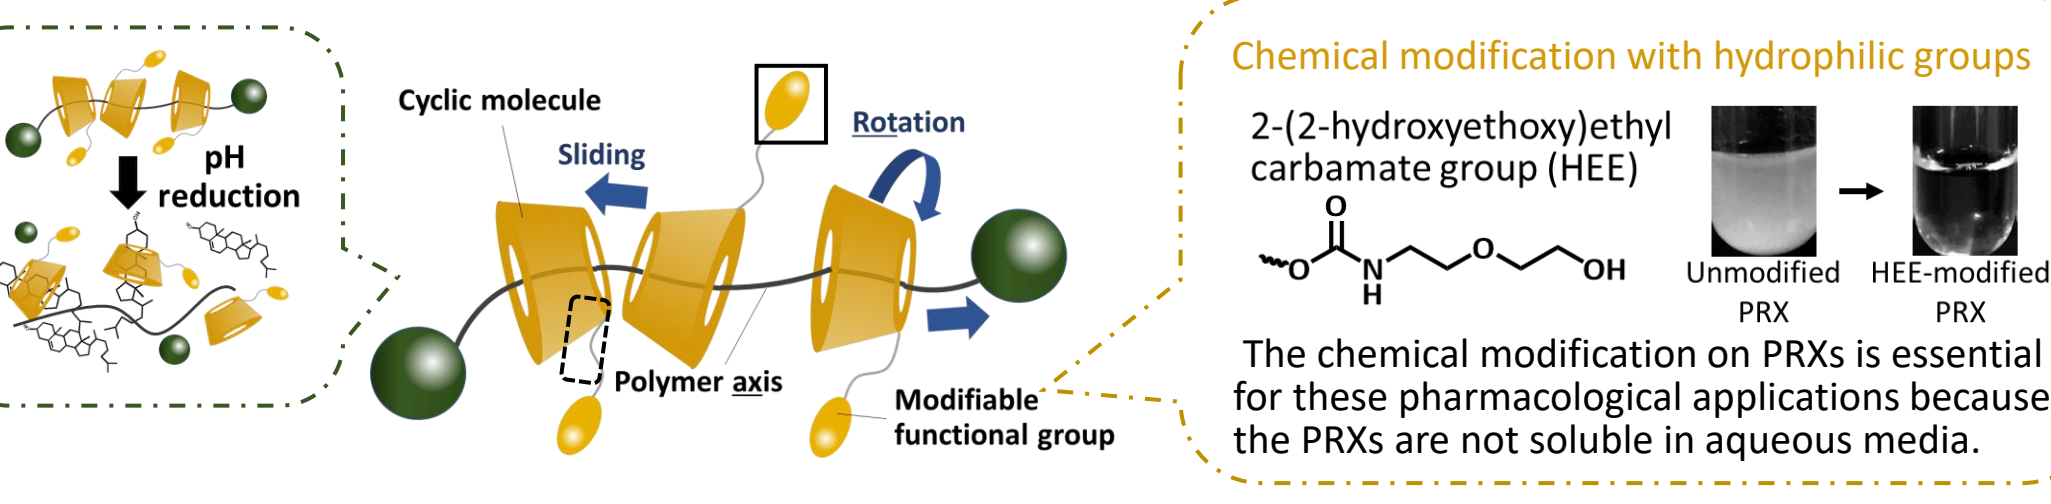 pH
reduction
Cyclic molecule
Sliding
Rotation
Polymer axis
Modifiable
functional group
Chemical modification with hydrophilic groups
2-(2-hydroxyethoxy)ethyl
carbamate group (HEE)
O
O
N
H
O
OH
Unmodified
PRX
HEE-modified
PRX
The chemical modification on PRXs is essential
for these pharmacological applications because
the PRXs are not soluble in aqueous media.